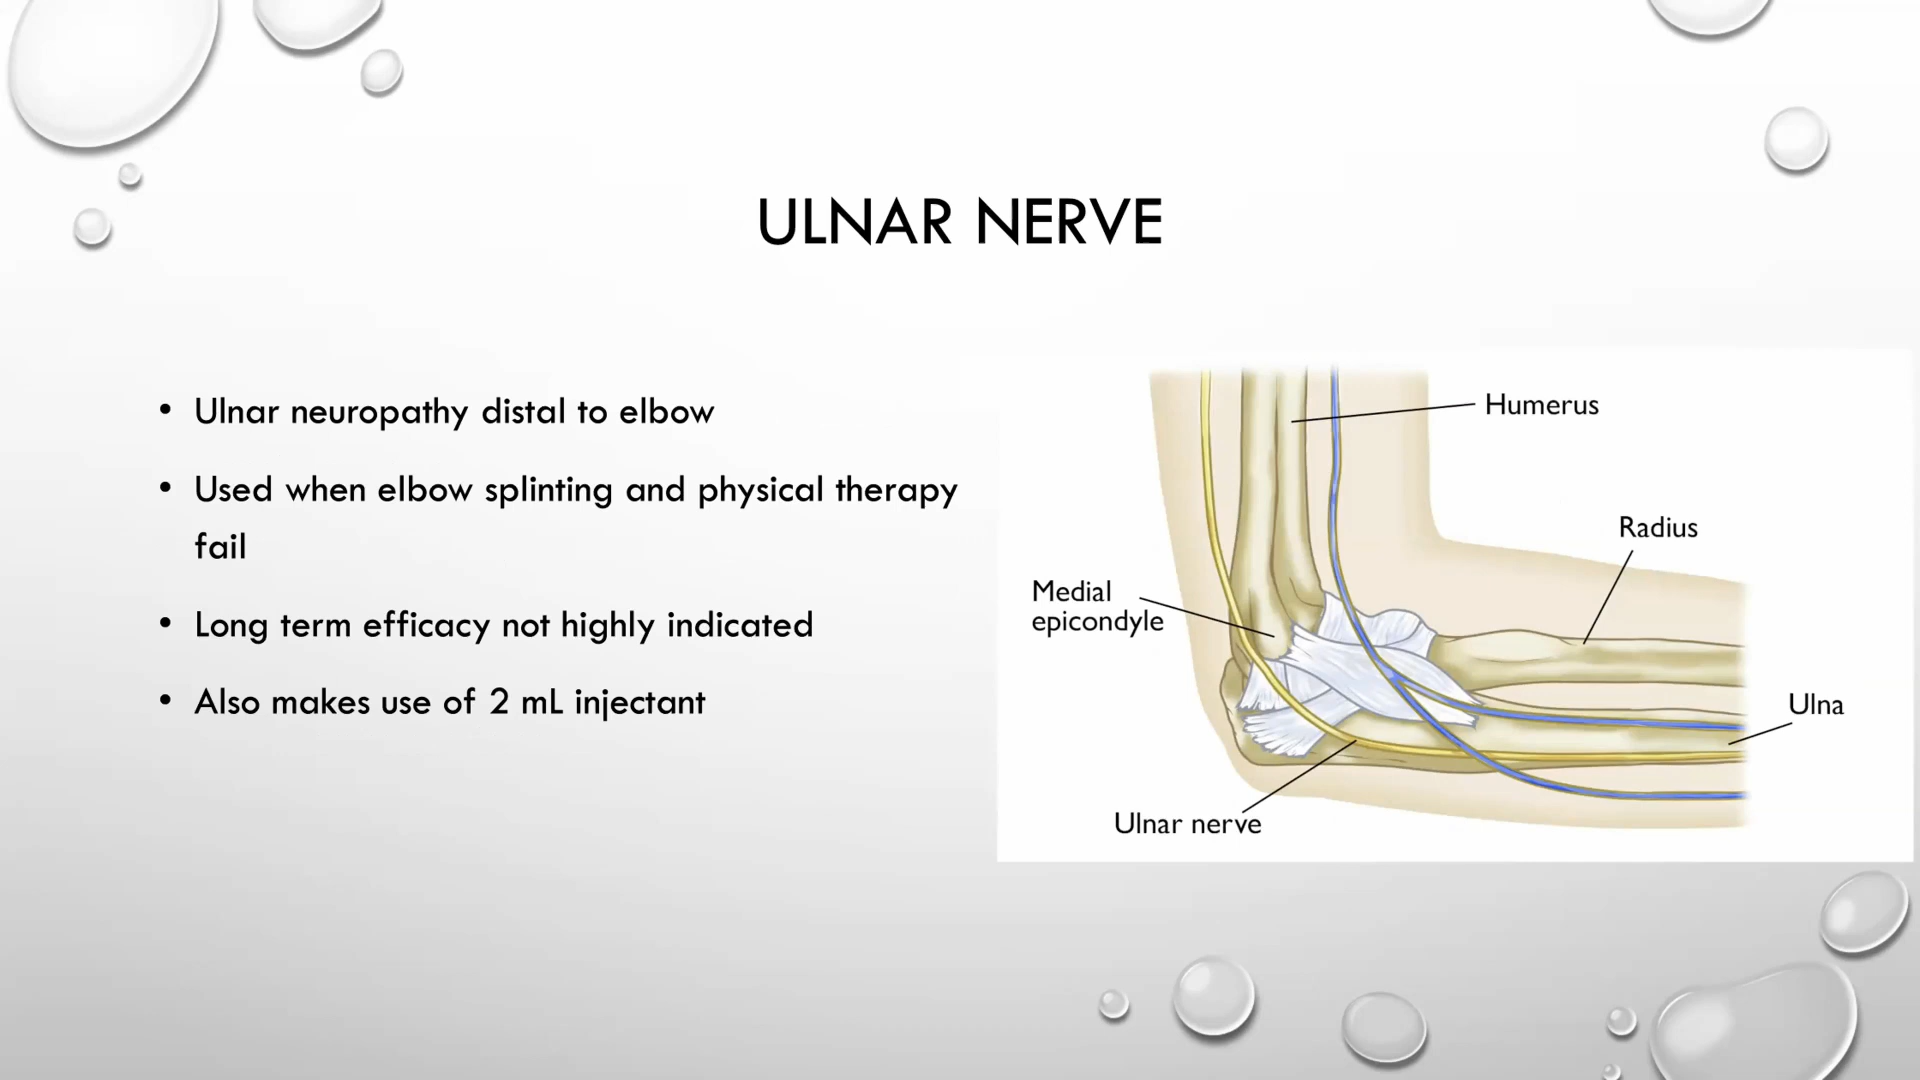 ULNAR NERVE
• Ulnar neuropathy distal to elbow
• Used when elbow splinting and physical therapy
fail
• Long term efficacy not highly indicated
• Also makes use of 2 mL injectant
Humerus
Radius
Medial
epicondyle
Ulna
Ulnar nerve